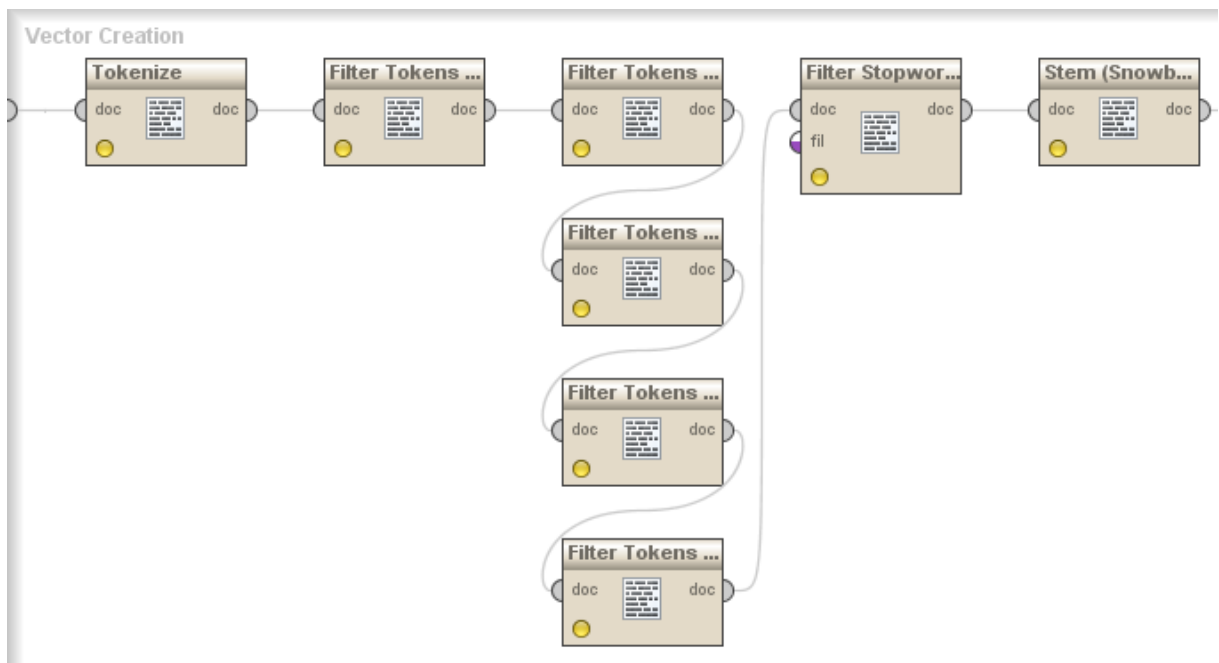 Vector Creation
Tokenize
doc doc
Filter Tokens ...
doc doc
Filter Tokens ...
doc doc
Filter Stopwor...
doc doc
fil
Stem (Snowb...
doc doc
Filter Tokens ...
doc doc
Filter Tokens ...
doc doc
Filter Tokens ...
doc doc